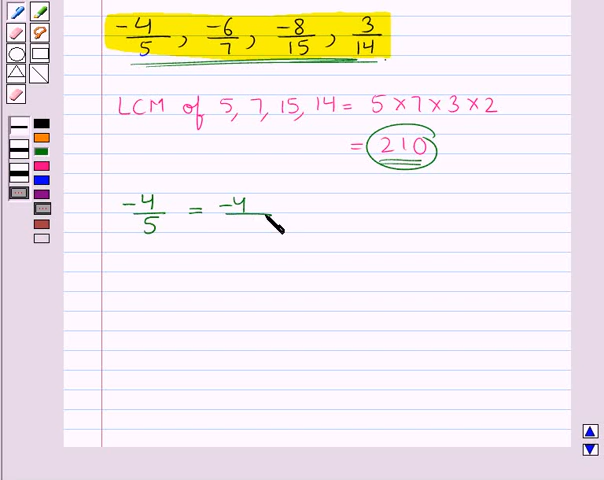 -4/5, -6/7, -8/15, 3/14
LCM of 5, 7, 15, 14 = 5 × 7 × 3 × 2
= 210
-4/5 = -4/